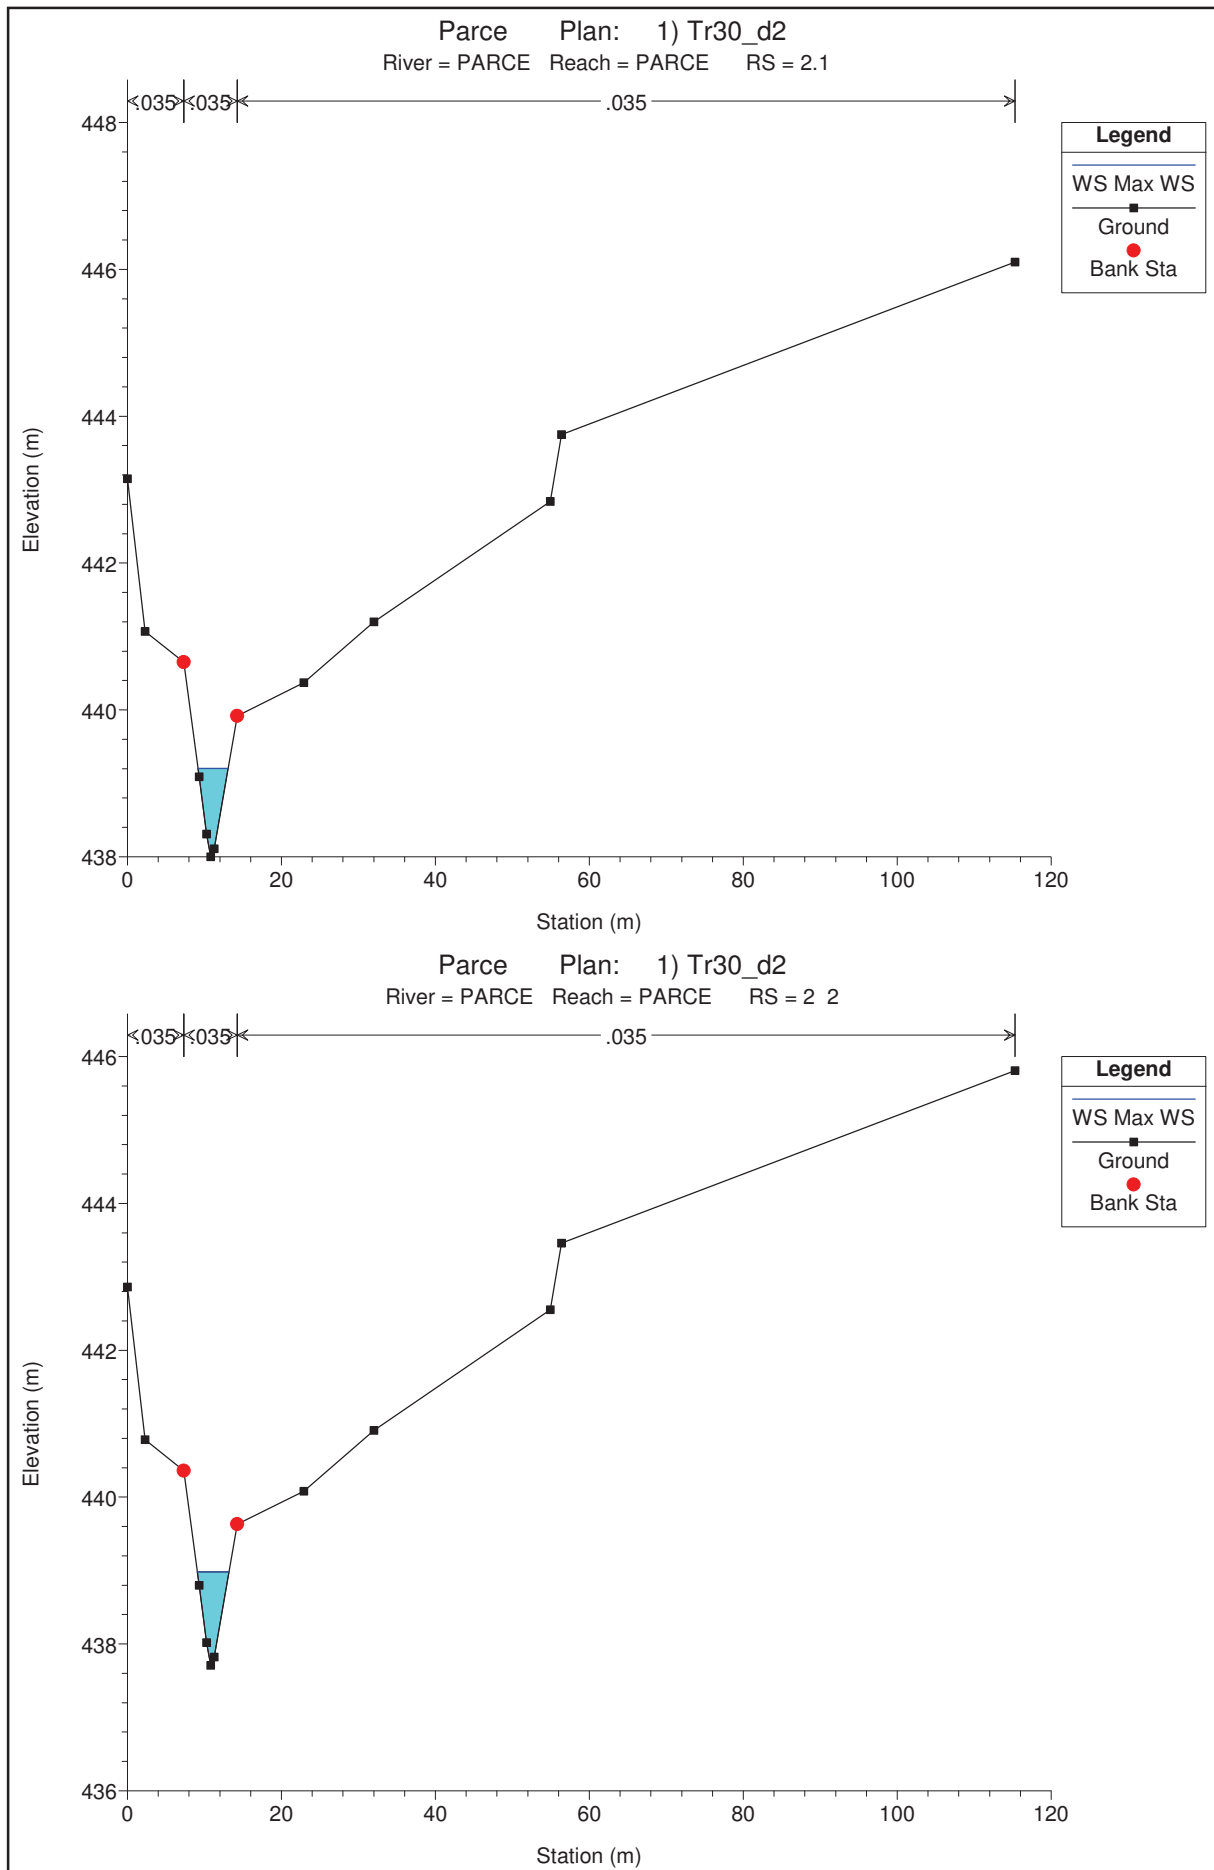 Parce Plan: 1) Tr30_d2
River = PARCE Reach = PARCE RS = 2.1
.035 .035 .035
448
446
444
442
440
438
Elevation (m)
0 20 40 60 80 100 120
Station (m)
Legend
WS Max WS
Ground
Bank Sta
Parce Plan: 1) Tr30_d2
River = PARCE Reach = PARCE RS = 2 2
.035 .035 .035
446
444
442
440
438
436
Elevation (m)
0 20 40 60 80 100 120
Station (m)
Legend
WS Max WS
Ground
Bank Sta